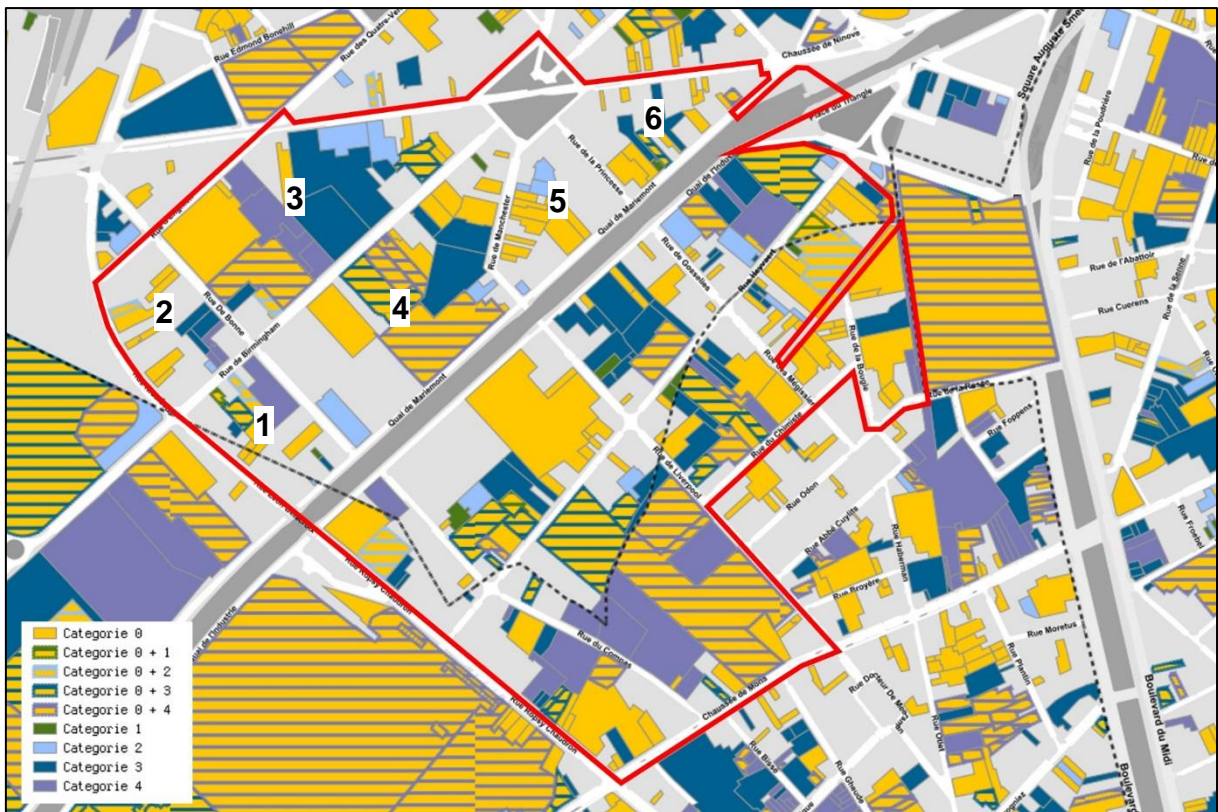 Rue Edmond Bonehill
Chaussée de Ninove
Square Auguste Smets
Place du Triangle
Rue de la Poudrière
6
Rue de la Princesse
3
5
Quai de l'Industrie
Quai de Mariemont
Rue de Manchester
Rue de l'Abattoir
Rue de Gosselies
Rue Heyvaert
Rue de la Senne
2
Rue De Bonne
4
Rue Cuerens
Rue de Birmingham
Rue de la Bougie
Rue des Mégissiers
Quai de Mariemont
Rue de la Rosée
1
Rue du Chimiste
Rue Foppens
Rue de Liverpool
Rue Odon
Rue Abbé Cuylits
Rue Haberman
Rue Froebel
Rue Ropsy Chaudron
Rue Broyère
Quai de l'Industrie
Rue du Compas
Rue Moretus
Rue Plantin
Chaussée de Mons
Rue Otlet
Boulevard du Midi
Rue Ropsy Chaudron
Rue Bissé
Rue Gheude
Categorie 0
Categorie 0 + 1
Categorie 0 + 2
Categorie 0 + 3
Categorie 0 + 4
Categorie 1
Categorie 2
Categorie 3
Categorie 4